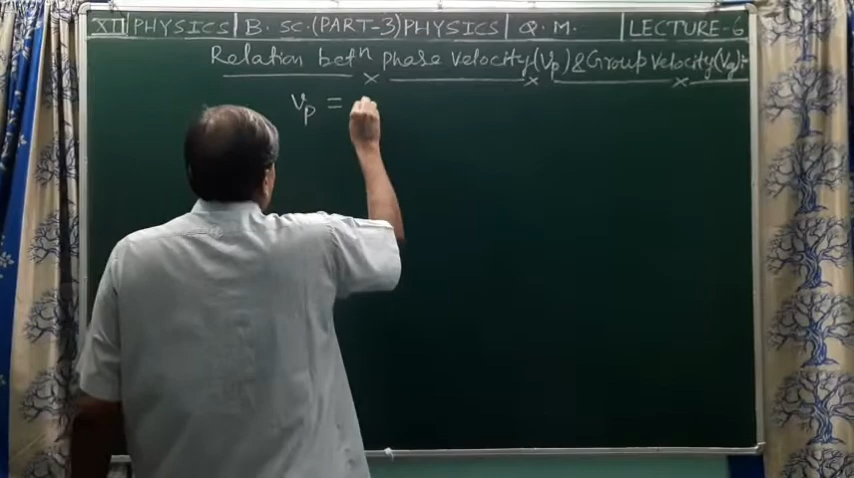 XII PHYSICS | B. SC. (PART-3) PHYSICS | Q. M. | LECTURE-6
Relation betⁿ phase velocity (vp) & Group velocity (vg):-
vp =